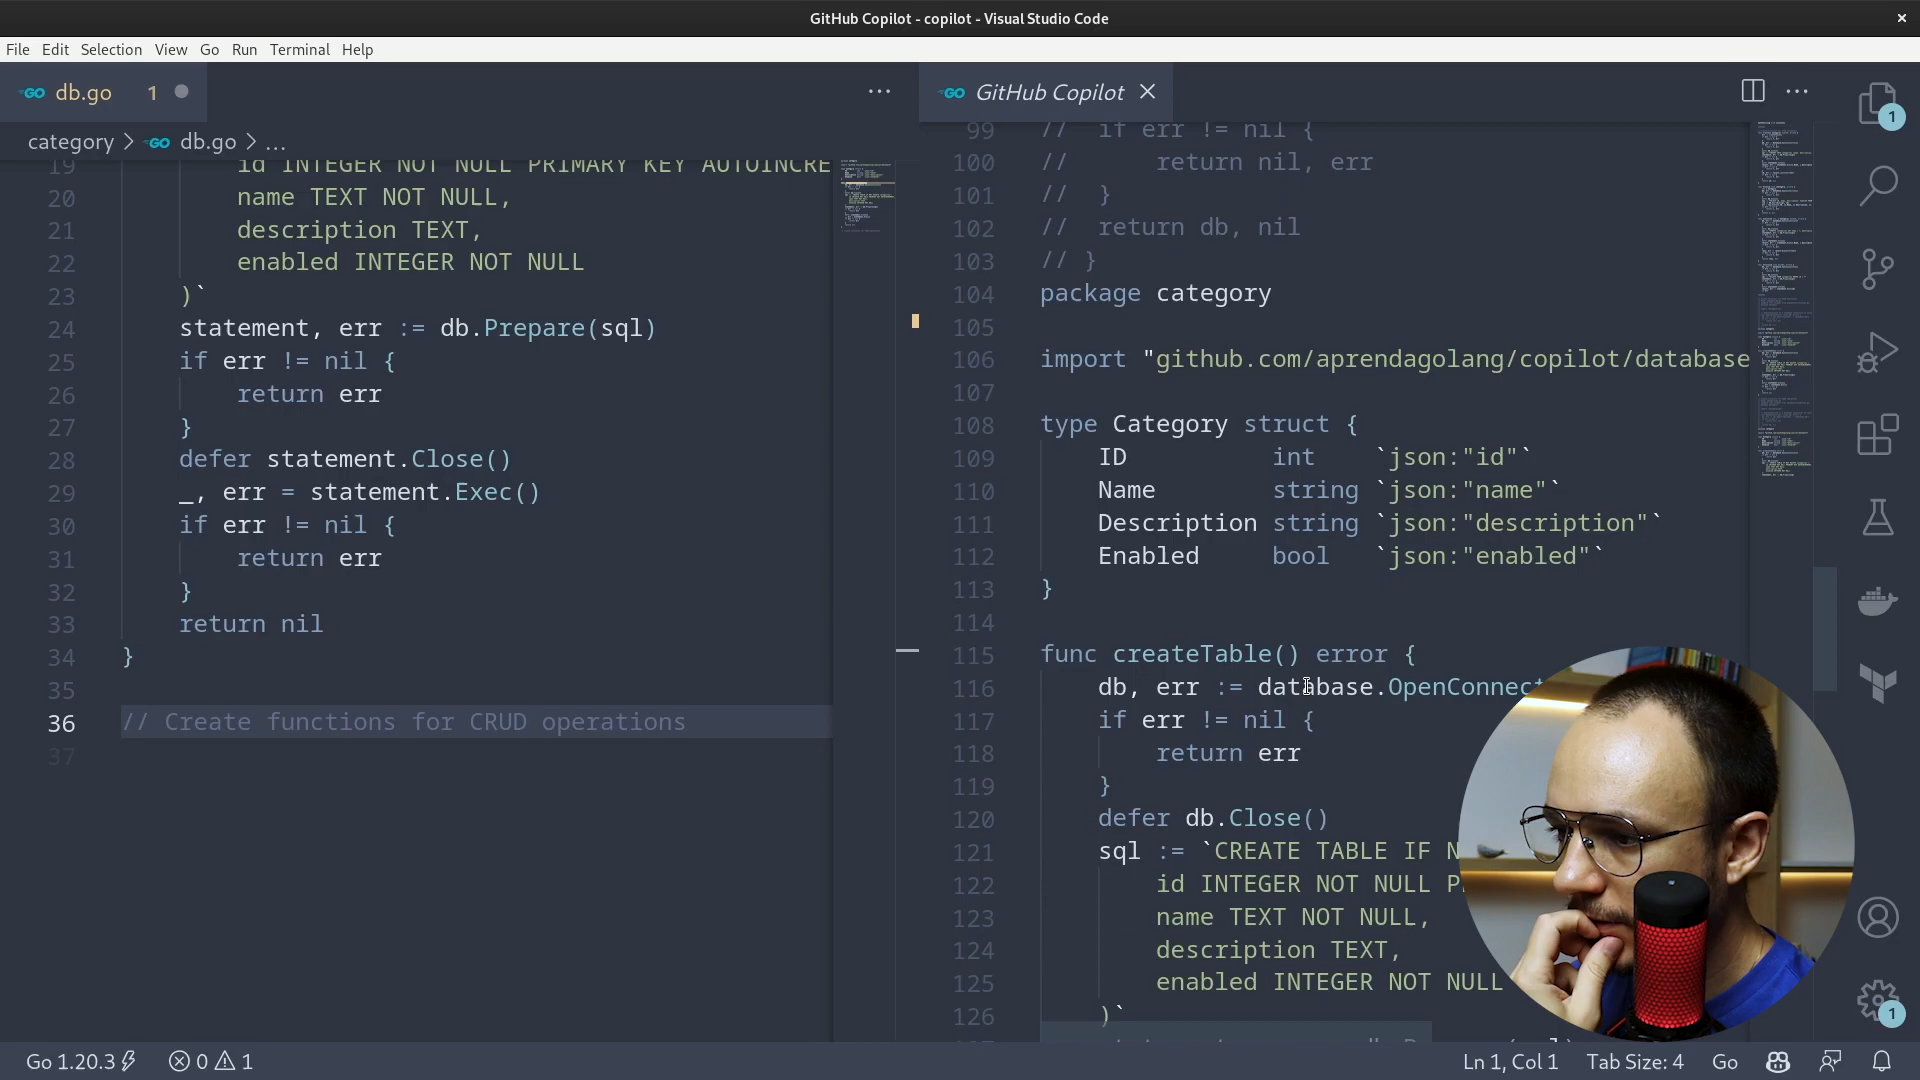 GitHub Copilot - copilot - Visual Studio Code
File Edit Selection View Go Run Terminal Help
GO db.go 1
GO GitHub Copilot
category > GO db.go > ...
19 id INTEGER NOT NULL PRIMARY KEY AUTOINCRE
20 name TEXT NOT NULL,
21 description TEXT,
22 enabled INTEGER NOT NULL
23 )`
24 statement, err := db.Prepare(sql)
25 if err != nil {
26 return err
27 }
28 defer statement.Close()
29 _, err = statement.Exec()
30 if err != nil {
31 return err
32 }
33 return nil
34 }
35
36 // Create functions for CRUD operations
37
99 // if err != nil {
100 // return nil, err
101 // }
102 // return db, nil
103 // }
104 package category
105
106 import "github.com/aprendagolang/copilot/database
107
108 type Category struct {
109 ID int `json:"id"`
110 Name string `json:"name"`
111 Description string `json:"description"`
112 Enabled bool `json:"enabled"`
113 }
114
115 func createTable() error {
116 db, err := database.OpenConnect
117 if err != nil {
118 return err
119 }
120 defer db.Close()
121 sql := `CREATE TABLE IF N
122 id INTEGER NOT NULL P
123 name TEXT NOT NULL,
124 description TEXT,
125 enabled INTEGER NOT NULL
126 )`
1
1
Go 1.20.3 0 1
Ln 1, Col 1 Tab Size: 4 Go